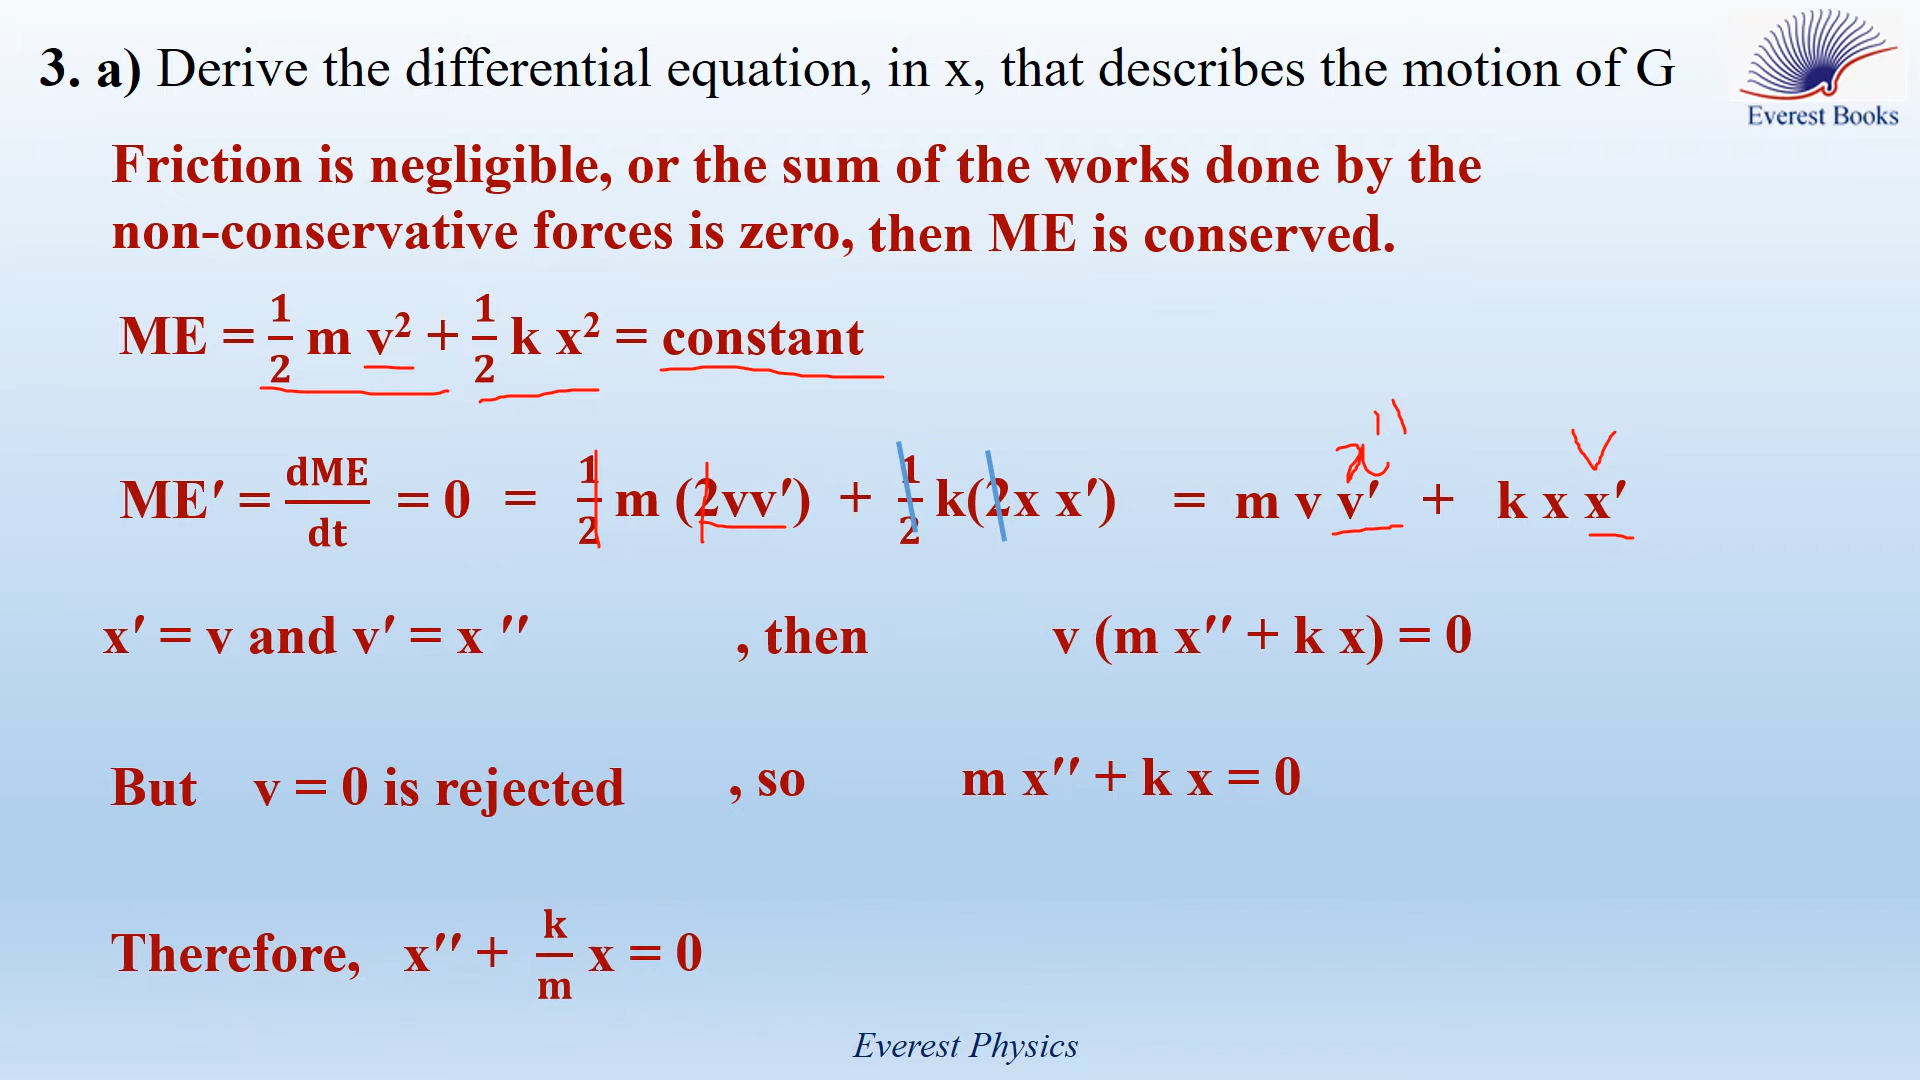 3. a) Derive the differential equation, in x, that describes the motion of G
Everest Books
Friction is negligible, or the sum of the works done by the
non-conservative forces is zero, then ME is conserved.
ME = 1/2 m v² + 1/2 k x² = constant
x'' v
ME′ = dME/dt = 0 = 1/2 m (2vv′) + 1/2 k(2x x′) = m v v′ + k x x′
x′ = v and v′ = x ′′ , then v (m x′′ + k x) = 0
But v = 0 is rejected , so m x′′ + k x = 0
Therefore, x′′ + k/m x = 0
Everest Physics